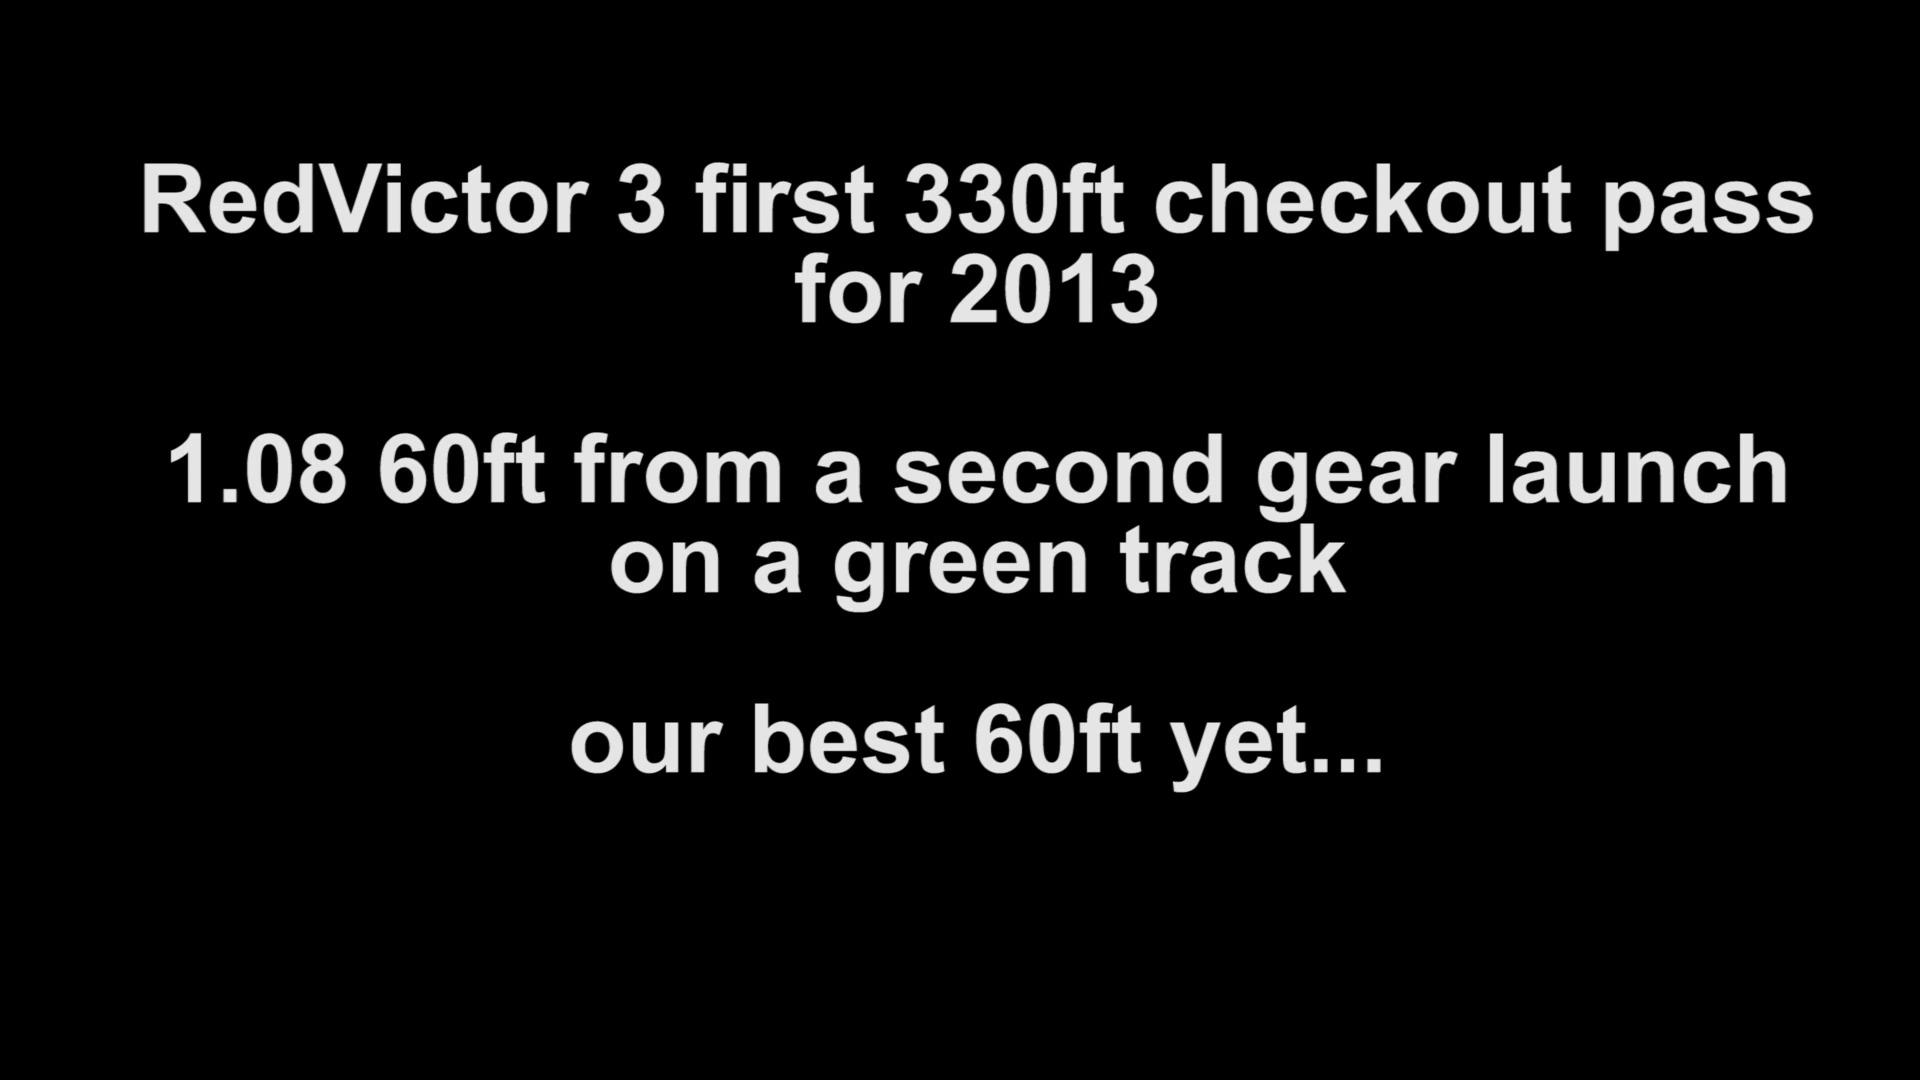 RedVictor 3 first 330ft checkout pass
for 2013
1.08 60ft from a second gear launch
on a green track
our best 60ft yet...